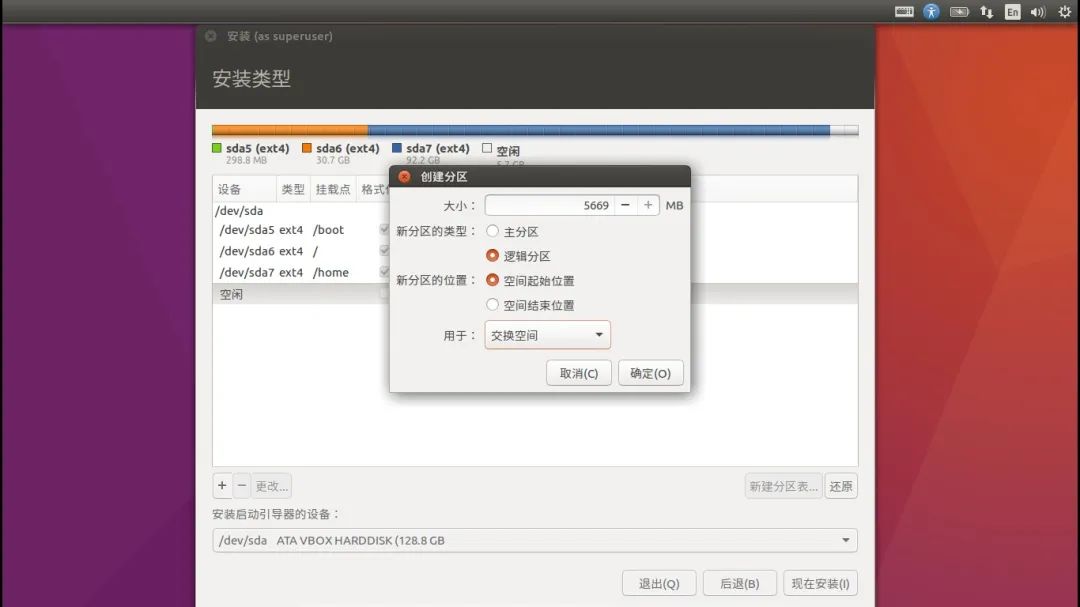 En
安装 (as superuser)
安装类型
sda5 (ext4) sda6 (ext4) sda7 (ext4) 空闲
298.8 MB 30.7 GB 92.2 GB 5.7 GB
创建分区
大小： 5669 − + MB
新分区的类型： 主分区
逻辑分区
新分区的位置： 空间起始位置
空间结束位置
用于： 交换空间
取消(C) 确定(O)
设备 类型 挂载点
/dev/sda
/dev/sda5 ext4 /boot
/dev/sda6 ext4 /
/dev/sda7 ext4 /home
空闲
+ − 更改... 新建分区表... 还原
安装启动引导器的设备：
/dev/sda ATA VBOX HARDDISK (128.8 GB
退出(Q) 后退(B) 现在安装(I)